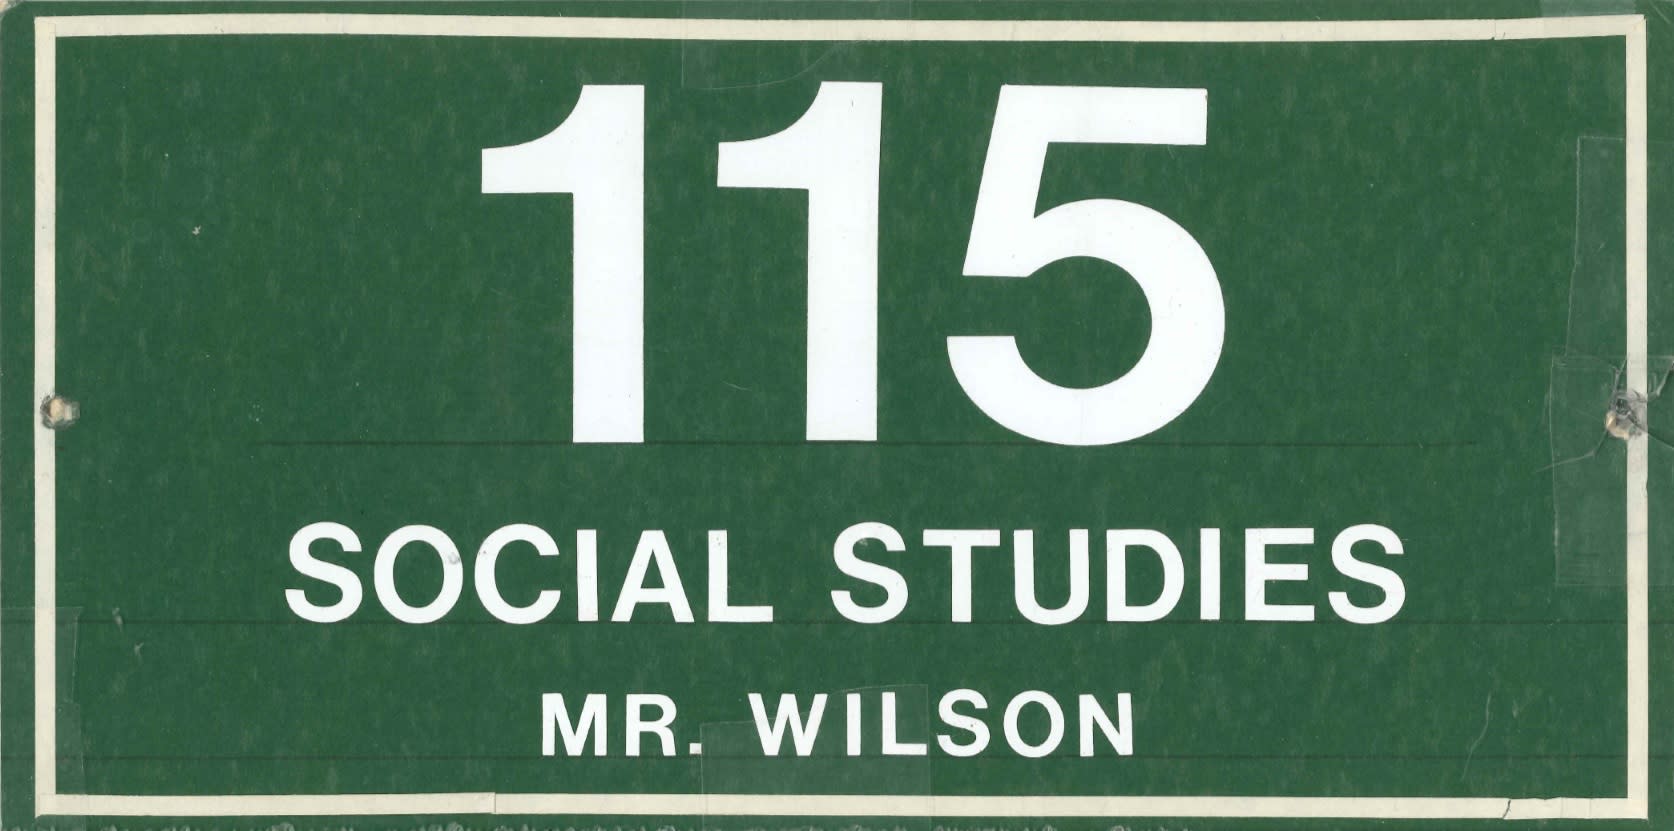 115
SOCIAL STUDIES
MR. WILSON